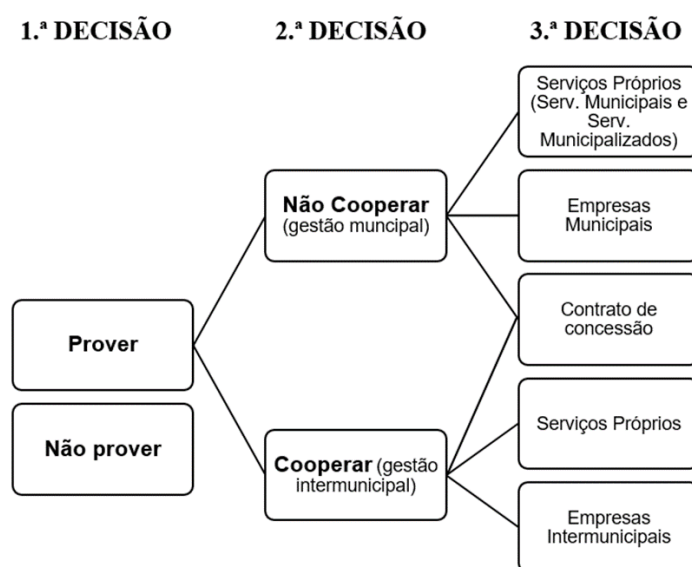 1.ª DECISÃO
2.ª DECISÃO
3.ª DECISÃO
Serviços Próprios
(Serv. Municipais e
Serv.
Municipalizados)
Não Cooperar
(gestão muncipal)
Empresas
Municipais
Contrato de
concessão
Prover
Não prover
Cooperar (gestão
intermunicipal)
Serviços Próprios
Empresas
Intermunicipais